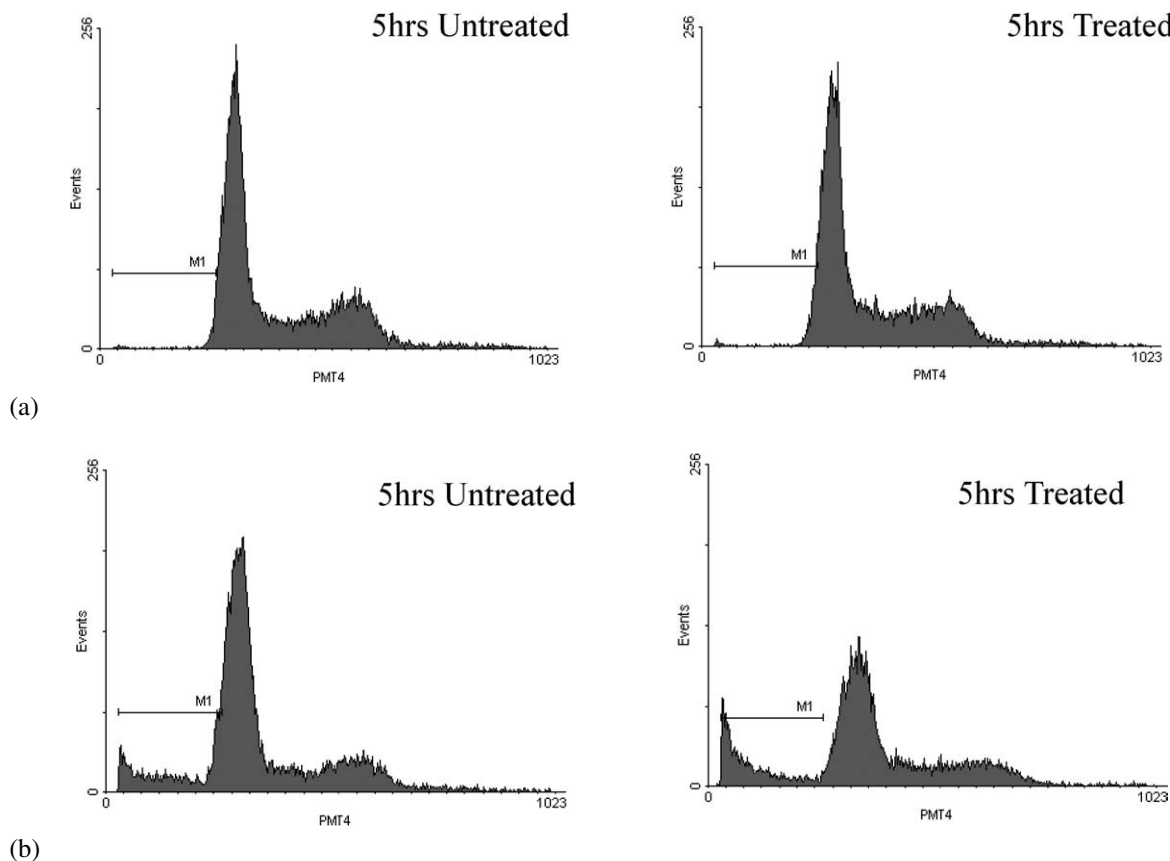 5hrs Untreated
256
Events
M1
0
0
1023
PMT4
5hrs Treated
256
Events
M1
0
0
1023
PMT4
(a)
5hrs Untreated
256
Events
M1
0
0
1023
PMT4
5hrs Treated
256
Events
M1
0
0
1023
PMT4
(b)